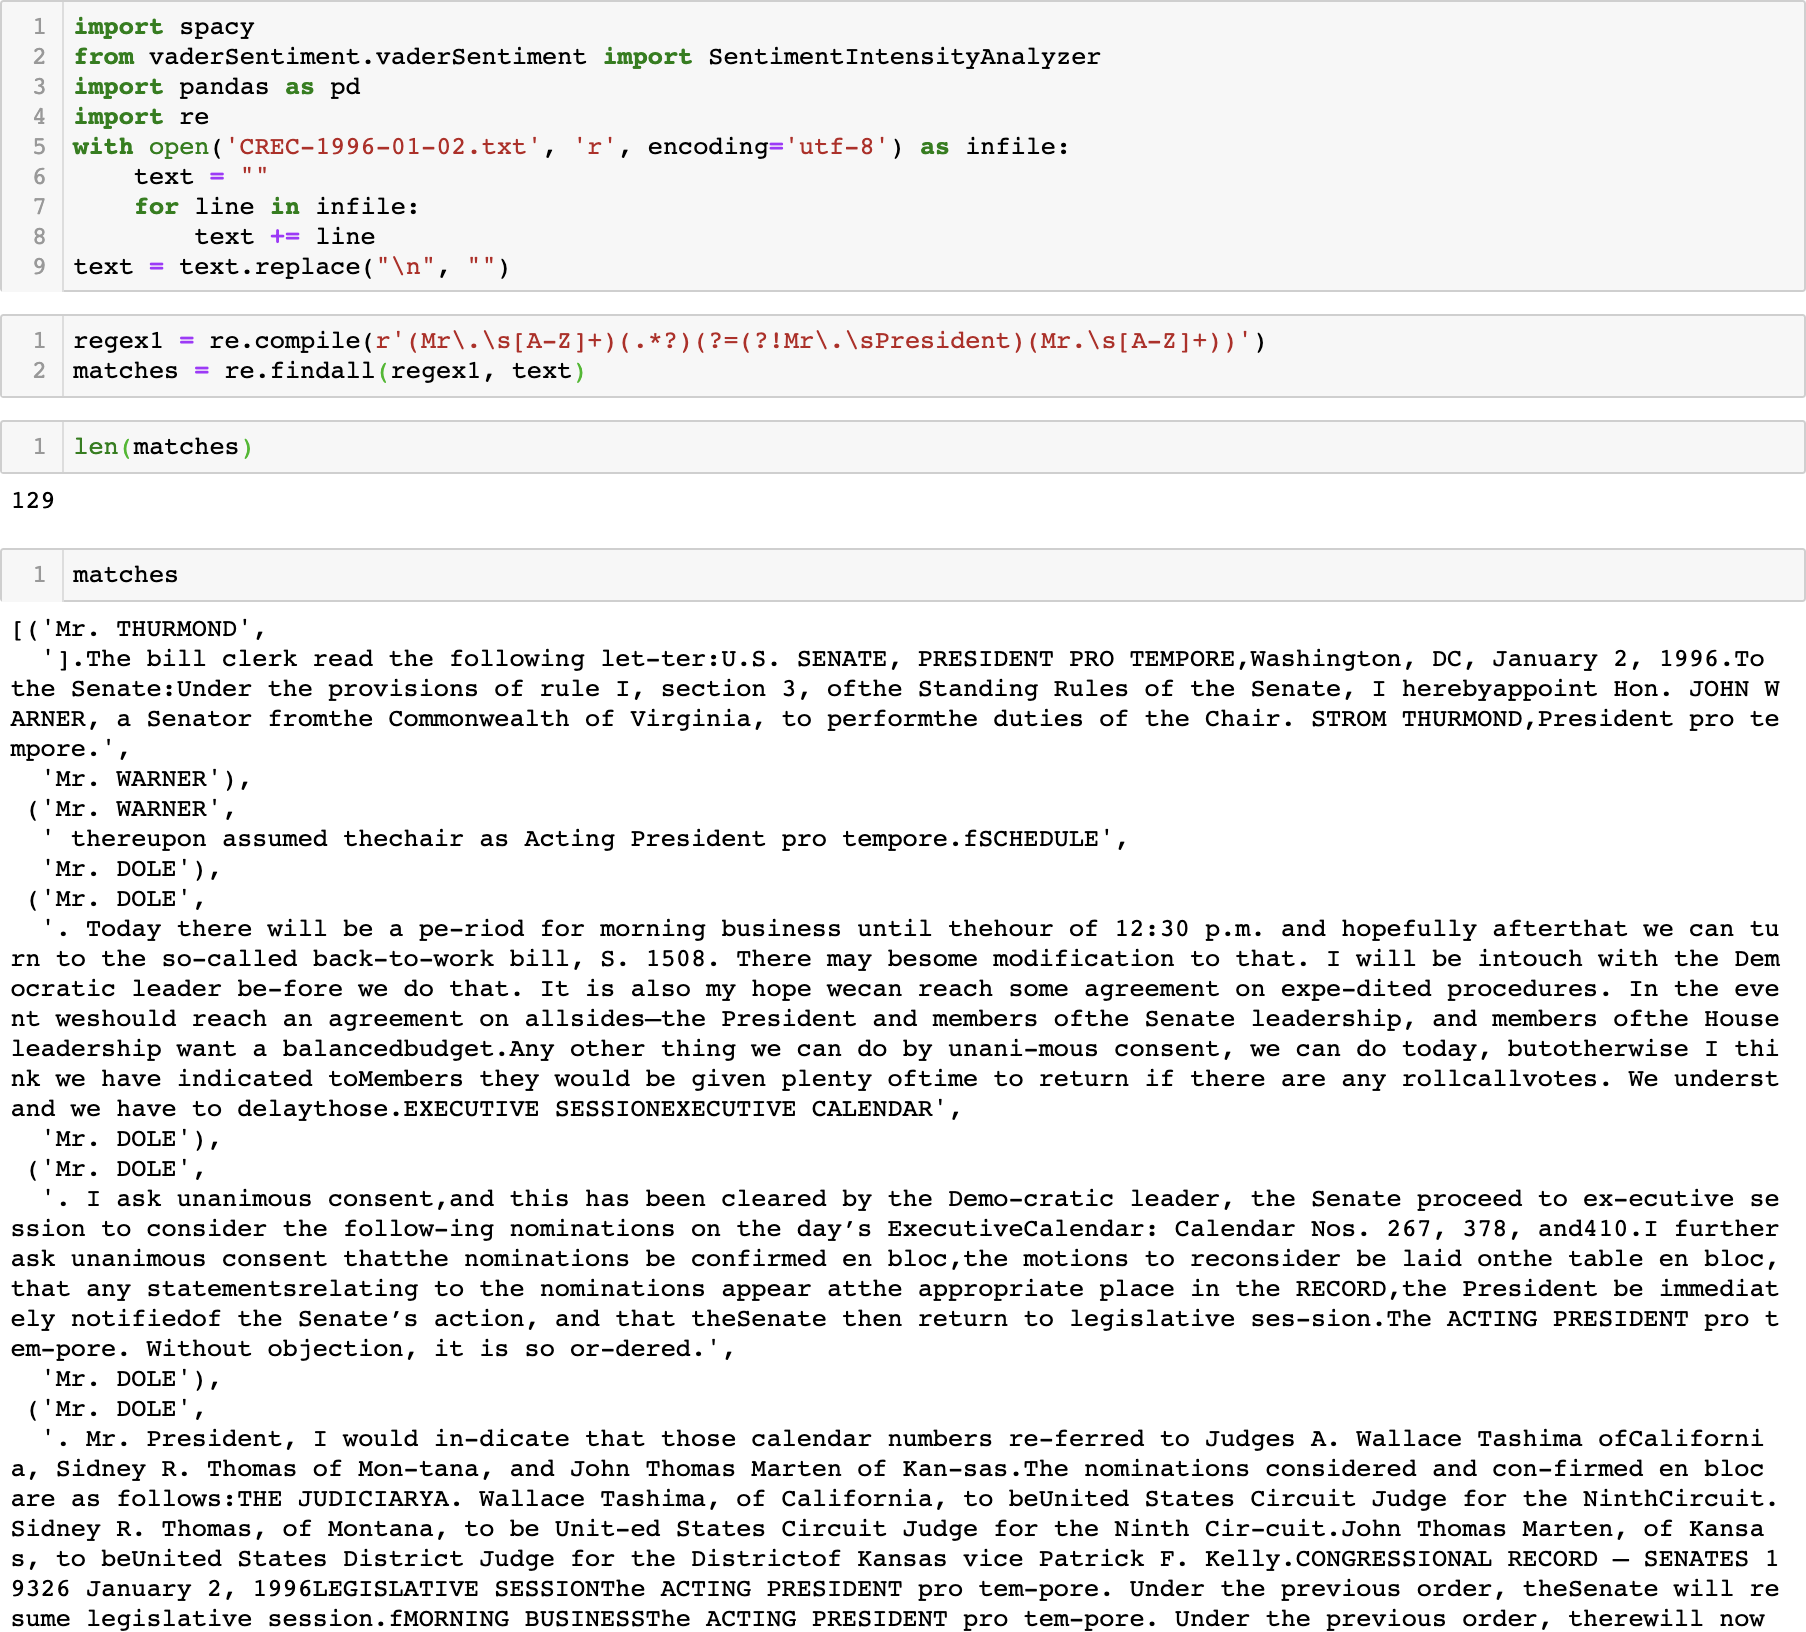 1 import spacy
2 from vaderSentiment.vaderSentiment import SentimentIntensityAnalyzer
3 import pandas as pd
4 import re
5 with open('CREC-1996-01-02.txt', 'r', encoding='utf-8') as infile:
6     text = ""
7     for line in infile:
8         text += line
9 text = text.replace("\n", "")
1 regex1 = re.compile(r'(Mr\.\s[A-Z]+)(.*?)(?=(?!Mr\.\sPresident)(Mr.\s[A-Z]+))')
2 matches = re.findall(regex1, text)
1 len(matches)
129
1 matches
[('Mr. THURMOND',
  '].The bill clerk read the following let-ter:U.S. SENATE, PRESIDENT PRO TEMPORE,Washington, DC, January 2, 1996.To
the Senate:Under the provisions of rule I, section 3, ofthe Standing Rules of the Senate, I herebyappoint Hon. JOHN W
ARNER, a Senator fromthe Commonwealth of Virginia, to performthe duties of the Chair. STROM THURMOND,President pro te
mpore.',
  'Mr. WARNER'),
 ('Mr. WARNER',
  ' thereupon assumed thechair as Acting President pro tempore.fSCHEDULE',
  'Mr. DOLE'),
 ('Mr. DOLE',
  '. Today there will be a pe-riod for morning business until thehour of 12:30 p.m. and hopefully afterthat we can tu
rn to the so-called back-to-work bill, S. 1508. There may besome modification to that. I will be intouch with the Dem
ocratic leader be-fore we do that. It is also my hope wecan reach some agreement on expe-dited procedures. In the eve
nt weshould reach an agreement on allsides—the President and members ofthe Senate leadership, and members ofthe House
leadership want a balancedbudget.Any other thing we can do by unani-mous consent, we can do today, butotherwise I thi
nk we have indicated toMembers they would be given plenty oftime to return if there are any rollcallvotes. We underst
and we have to delaythose.EXECUTIVE SESSIONEXECUTIVE CALENDAR',
  'Mr. DOLE'),
 ('Mr. DOLE',
  '. I ask unanimous consent,and this has been cleared by the Demo-cratic leader, the Senate proceed to ex-ecutive se
ssion to consider the follow-ing nominations on the day’s ExecutiveCalendar: Calendar Nos. 267, 378, and410.I further
ask unanimous consent thatthe nominations be confirmed en bloc,the motions to reconsider be laid onthe table en bloc,
that any statementsrelating to the nominations appear atthe appropriate place in the RECORD,the President be immediat
ely notifiedof the Senate’s action, and that theSenate then return to legislative ses-sion.The ACTING PRESIDENT pro t
em-pore. Without objection, it is so or-dered.',
  'Mr. DOLE'),
 ('Mr. DOLE',
  '. Mr. President, I would in-dicate that those calendar numbers re-ferred to Judges A. Wallace Tashima ofCaliforni
a, Sidney R. Thomas of Mon-tana, and John Thomas Marten of Kan-sas.The nominations considered and con-firmed en bloc
are as follows:THE JUDICIARYA. Wallace Tashima, of California, to beUnited States Circuit Judge for the NinthCircuit.
Sidney R. Thomas, of Montana, to be Unit-ed States Circuit Judge for the Ninth Cir-cuit.John Thomas Marten, of Kansa
s, to beUnited States District Judge for the Districtof Kansas vice Patrick F. Kelly.CONGRESSIONAL RECORD — SENATES 1
9326 January 2, 1996LEGISLATIVE SESSIONThe ACTING PRESIDENT pro tem-pore. Under the previous order, theSenate will re
sume legislative session.fMORNING BUSINESSThe ACTING PRESIDENT pro tem-pore. Under the previous order, therewill now